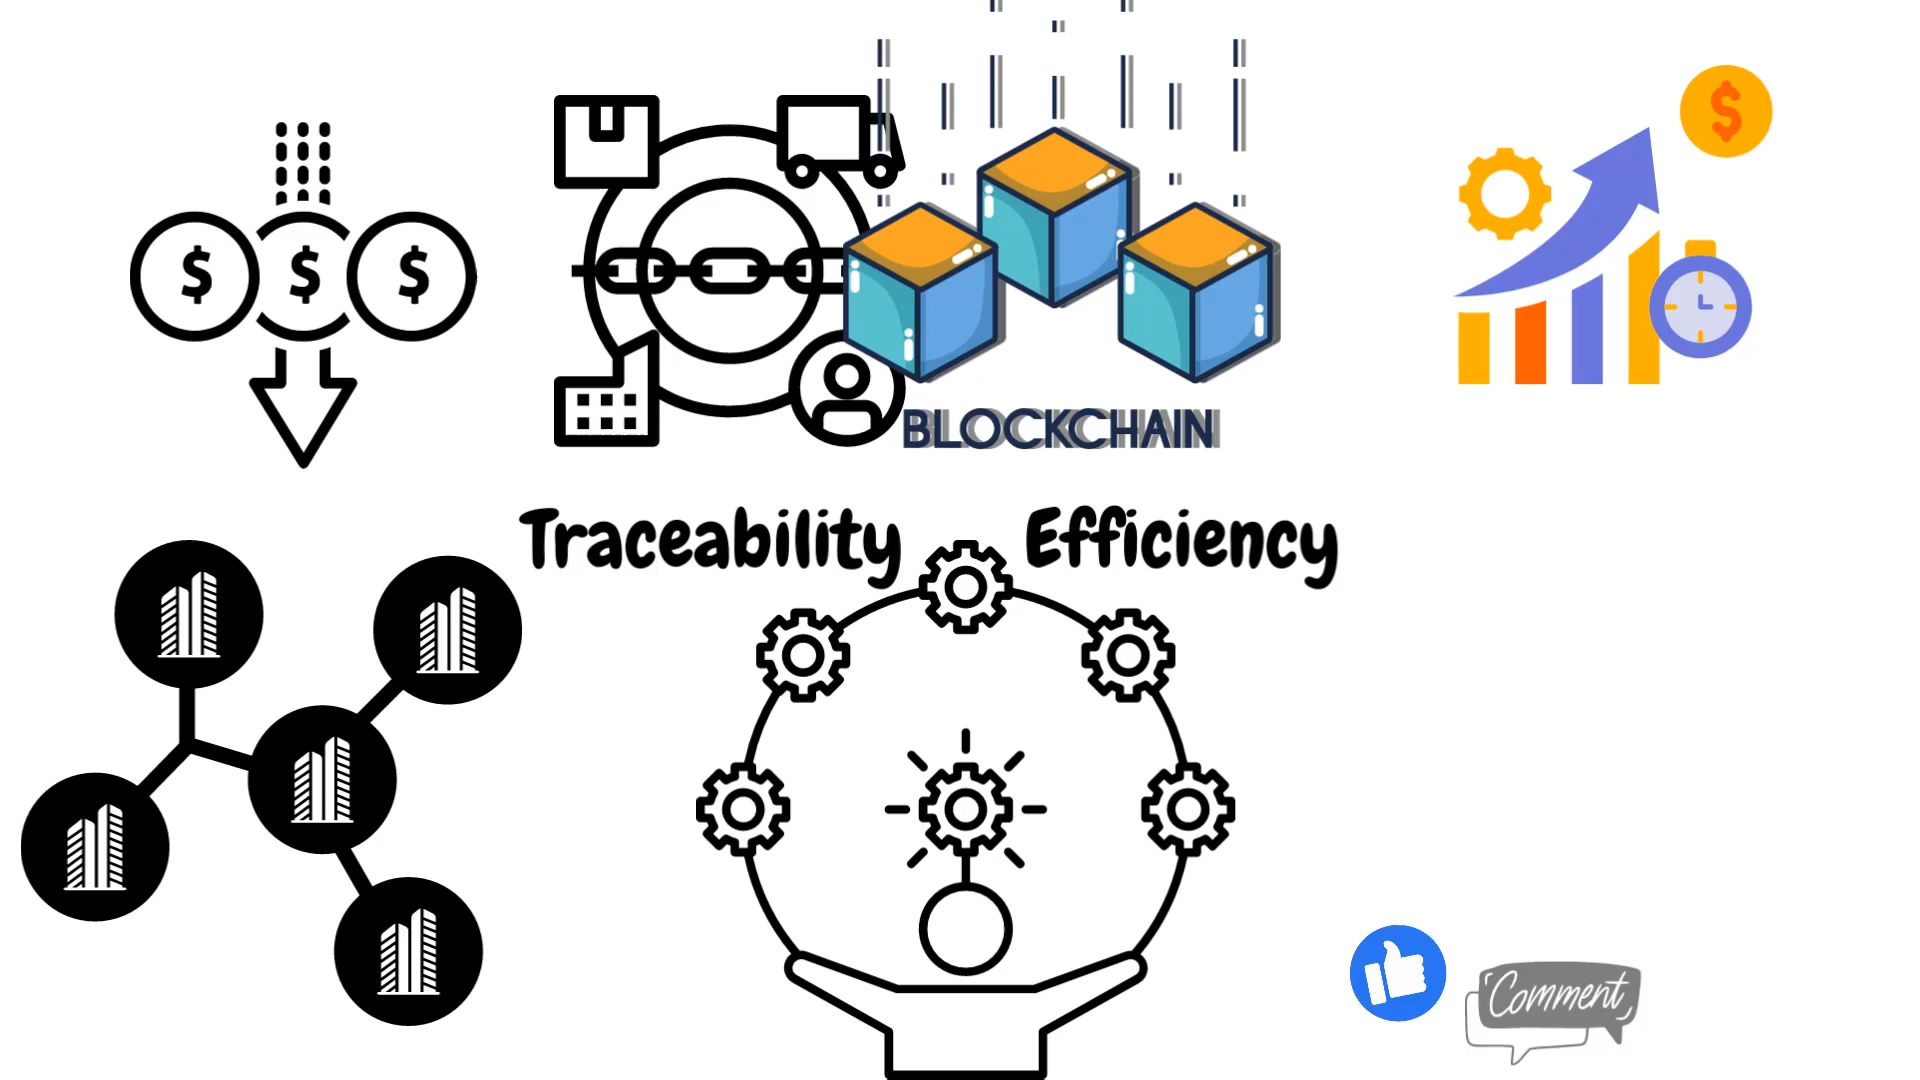 $ $ $
$
BLOCKCHAIN
Traceability Efficiency
Comment